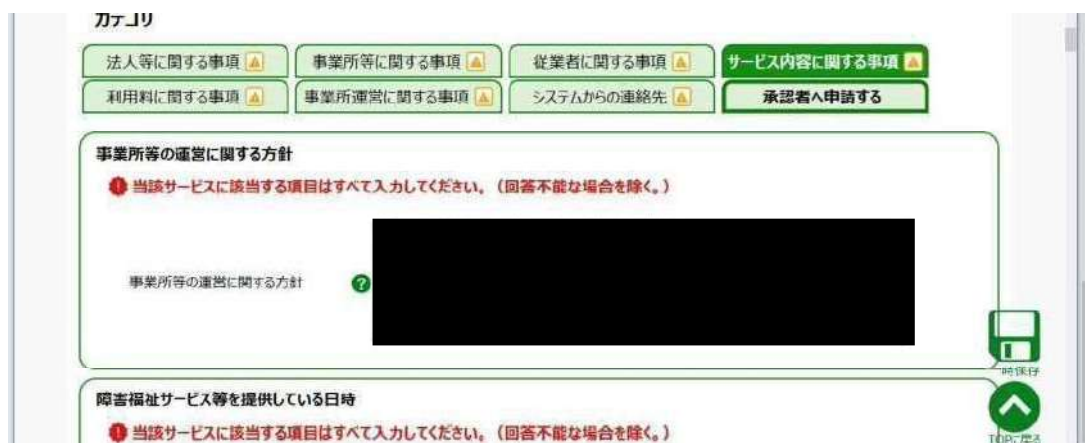 カテゴリ
法人等に関する事項 事業所等に関する事項 従業者に関する事項 サービス内容に関する事項
利用料に関する事項 事業所運営に関する事項 システムからの連絡先 承認者へ申請する
事業所等の運営に関する方針
当該サービスに該当する項目はすべて入力してください。(回答不能な場合を除く。)
事業所等の運営に関する方針 ?
一時保存
障害福祉サービス等を提供している日時
当該サービスに該当する項目はすべて入力してください。(回答不能な場合を除く。)
TOPに戻る